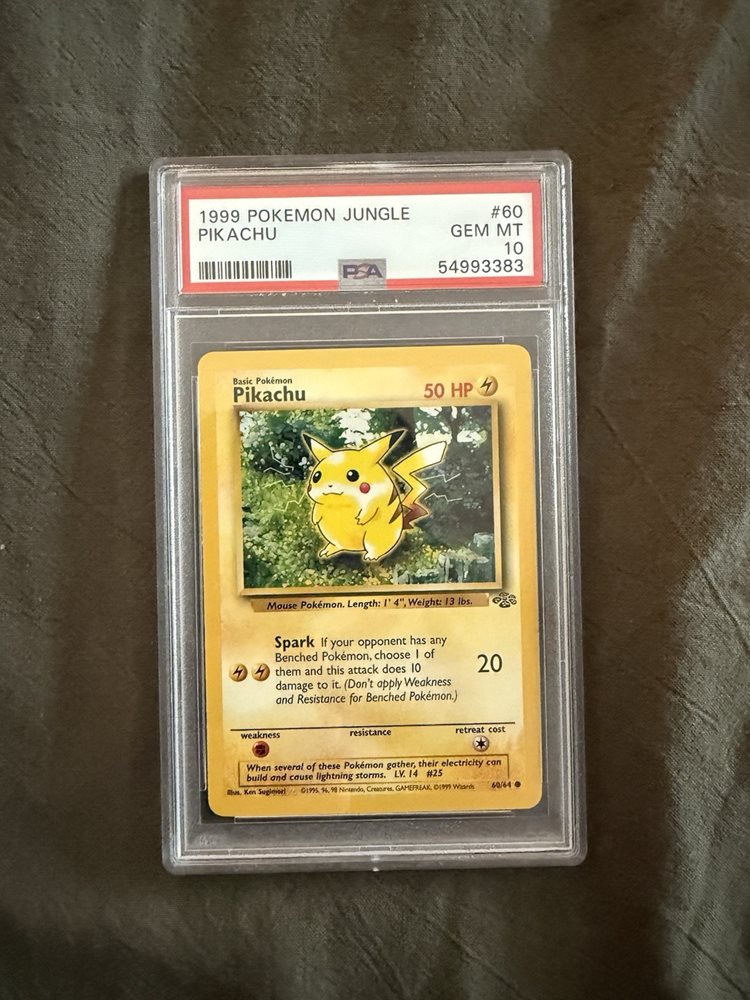 1999 POKEMON JUNGLE #60
PIKACHU GEM MT
10
PSA 54993383
Basic Pokémon
Pikachu 50 HP
Mouse Pokémon. Length: 1' 4", Weight: 13 lbs.
Spark If your opponent has any
Benched Pokémon, choose 1 of
them and this attack does 10
damage to it. (Don't apply Weakness
and Resistance for Benched Pokémon.)
20
weakness resistance retreat cost
When several of these Pokémon gather, their electricity can
build and cause lightning storms. LV. 14 #25
Illus. Ken Sugimori ©1995, 96, 98 Nintendo, Creatures, GAMEFREAK. ©1999 Wizards 60/64